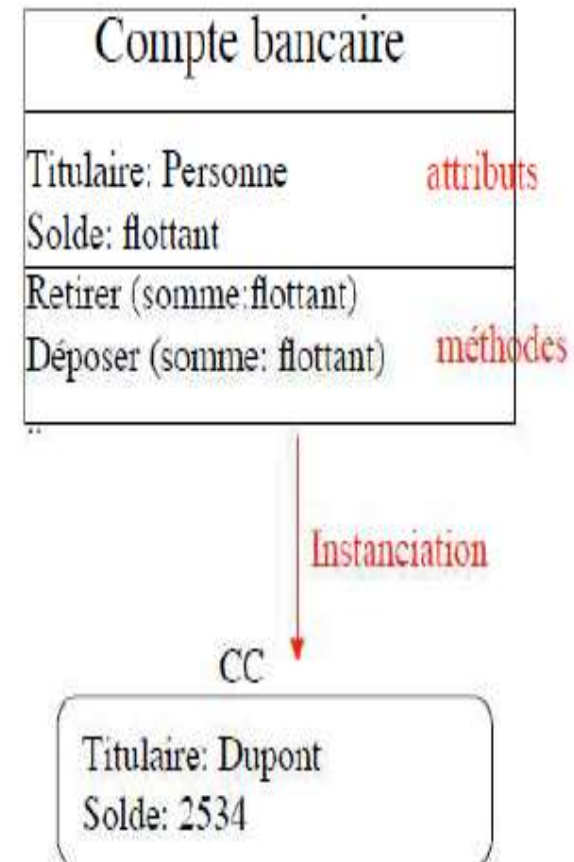 Compte bancaire
Titulaire: Personne attributs
Solde: flottant
Retirer (somme:flottant)
Déposer (somme: flottant) méthodes
..
Instanciation
CC
Titulaire: Dupont
Solde: 2534